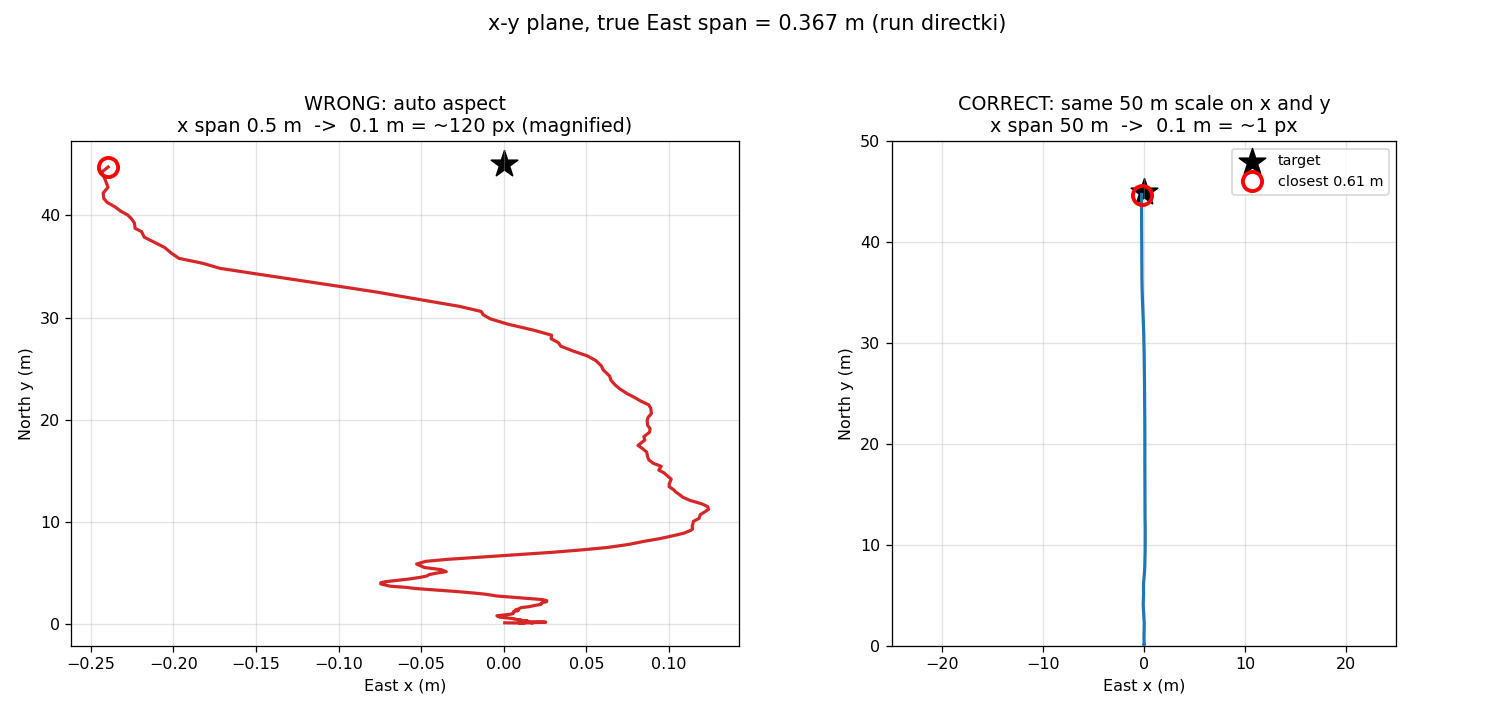 x-y plane, true East span = 0.367 m (run directki)
WRONG: auto aspect
x span 0.5 m  ->  0.1 m = ~120 px (magnified)
40
30
20
10
0
North y (m)
−0.25 −0.20 −0.15 −0.10 −0.05 0.00 0.05 0.10
East x (m)
CORRECT: same 50 m scale on x and y
x span 50 m  ->  0.1 m = ~1 px
target
closest 0.61 m
50
40
30
20
10
0
North y (m)
−20 −10 0 10 20
East x (m)